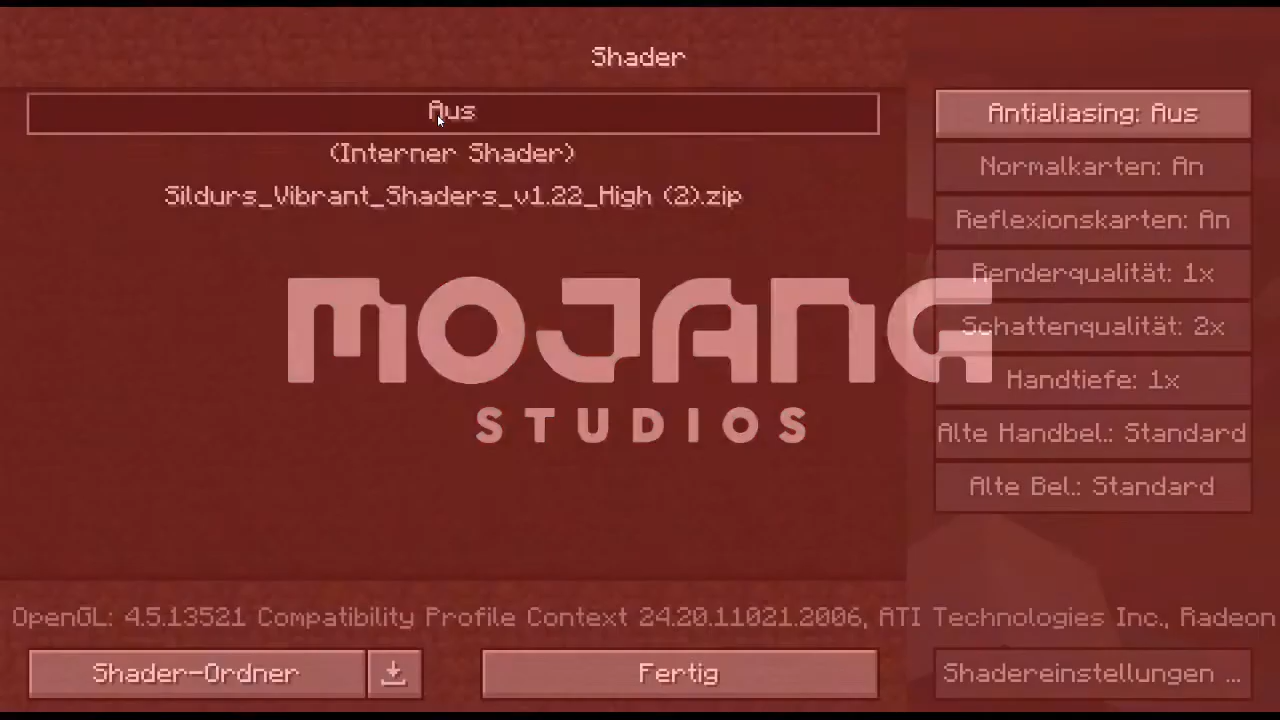 Shader
Aus
(Interner Shader)
Sildurs_Vibrant_Shaders_v1.22_High (2).zip
MOJANG
STUDIOS
Antialiasing: Aus
Normalkarten: An
Reflexionskarten: An
Renderqualität: 1x
Schattenqualität: 2x
Handtiefe: 1x
Alte Handbel.: Standard
Alte Bel.: Standard
OpenGL: 4.5.13521 Compatibility Profile Context 24.20.11021.2006, ATI Technologies Inc., Radeon
Shader-Ordner
Fertig
Shadereinstellungen ...